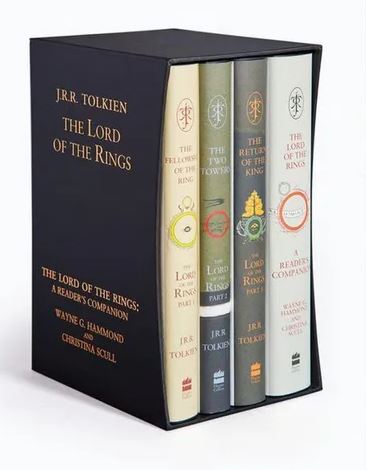 J.R.R. TOLKIEN
THE LORD
OF THE RINGS
THE LORD OF THE RINGS:
A READER'S COMPANION
WAYNE G. HAMMOND
AND
CHRISTINA SCULL
THE
FELLOWSHIP
OF THE
RING
THE
LORD
OF THE
RINGS
PART 1
J.R.R.
TOLKIEN
THE
TWO
TOWERS
THE
LORD
OF THE
RINGS
PART 2
J.R.R.
TOLKIEN
THE
RETURN
OF THE
KING
THE
LORD
OF THE
RINGS
PART 3
J.R.R.
TOLKIEN
THE
LORD
OF THE
RINGS
A
READER'S
COMPANION
WAYNE G.
HAMMOND
AND
CHRISTINA
SCULL